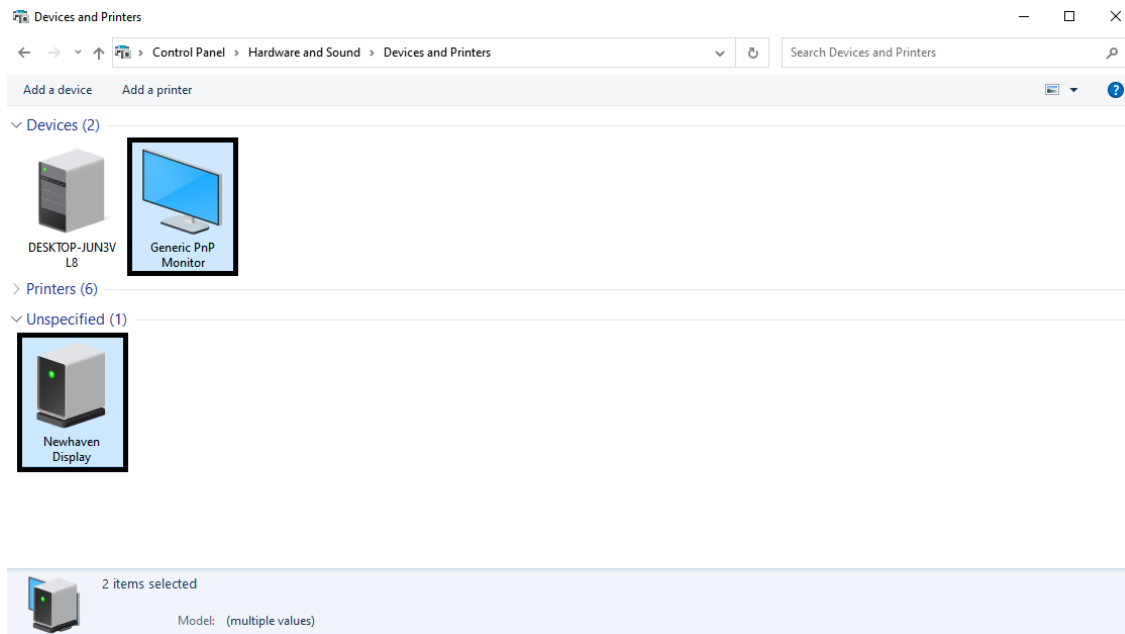 Devices and Printers
Control Panel > Hardware and Sound > Devices and Printers
Search Devices and Printers
Add a device Add a printer
?
Devices (2)
DESKTOP-JUN3V
L8
Generic PnP
Monitor
Printers (6)
Unspecified (1)
Newhaven
Display
2 items selected
Model: (multiple values)